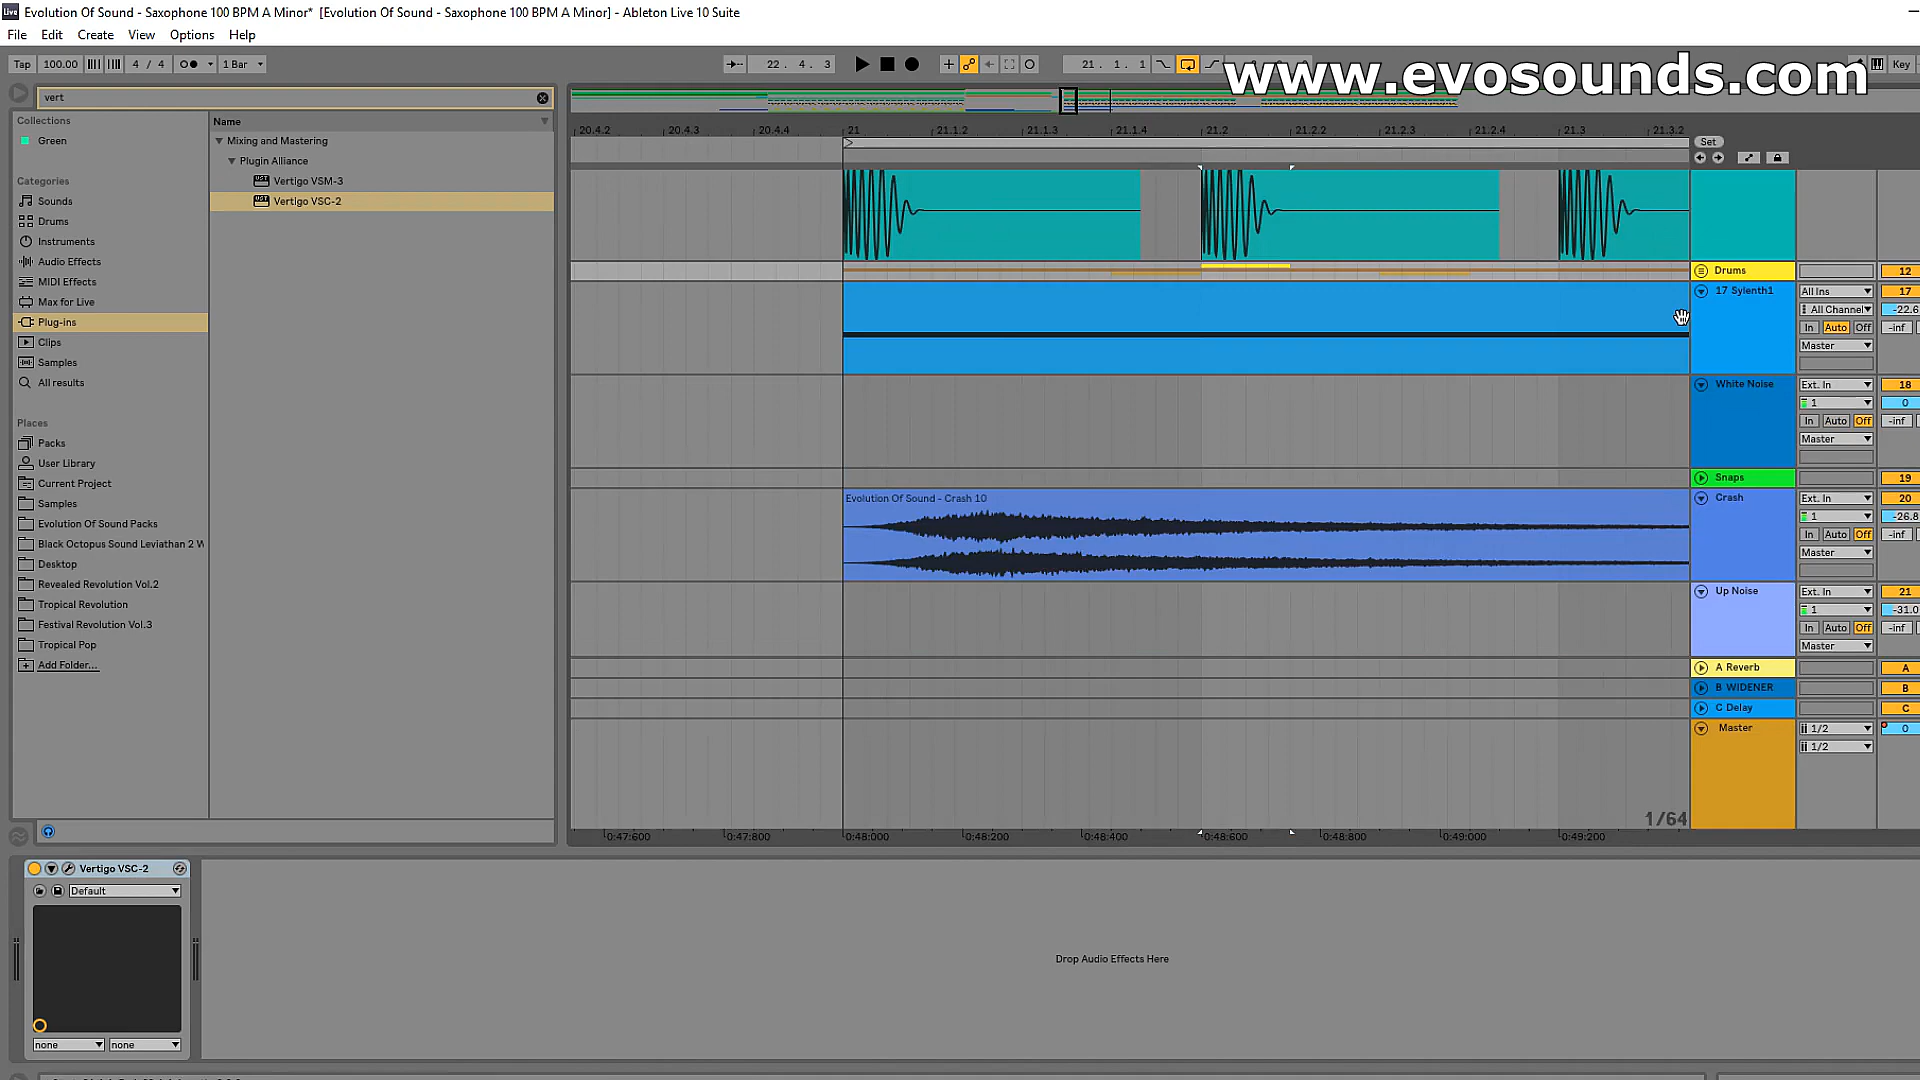 Evolution Of Sound - Saxophone 100 BPM A Minor* [Evolution Of Sound - Saxophone 100 BPM A Minor] - Ableton Live 10 Suite
File Edit Create View Options Help
Tap 100.00 4 / 4 1 Bar 22. 4. 3 21. 1. 1 Key
www.evosounds.com
vert
Collections
Green
Categories
Sounds
Drums
Instruments
Audio Effects
MIDI Effects
Max for Live
Plug-ins
Clips
Samples
All results
Places
Packs
User Library
Current Project
Samples
Evolution Of Sound Packs
Black Octopus Sound Leviathan 2 W
Desktop
Revealed Revolution Vol.2
Tropical Revolution
Festival Revolution Vol.3
Tropical Pop
Add Folder...
Name
Mixing and Mastering
Plugin Alliance
Vertigo VSM-3
Vertigo VSC-2
20.4.2 20.4.3 20.4.4 21 21.1.2 21.1.3 21.1.4 21.2 21.2.2 21.2.3 21.2.4 21.3 21.3.2
Set
Drums 12
17 Sylenth1 All Ins 17
All Channel -22.6
In Auto Off -inf
Master
White Noise Ext. In 18
1 0
In Auto Off -inf
Master
Snaps 19
Evolution Of Sound - Crash 10
Crash Ext. In 20
1 -26.8
In Auto Off -inf
Master
Up Noise Ext. In 21
1 -31.0
In Auto Off -inf
Master
A Reverb A
B WIDENER B
C Delay C
Master 1/2 0
1/2
1/64
0:47:600 0:47:800 0:48:000 0:48:200 0:48:400 0:48:600 0:48:800 0:49:000 0:49:200
Vertigo VSC-2
Default
none none
Drop Audio Effects Here